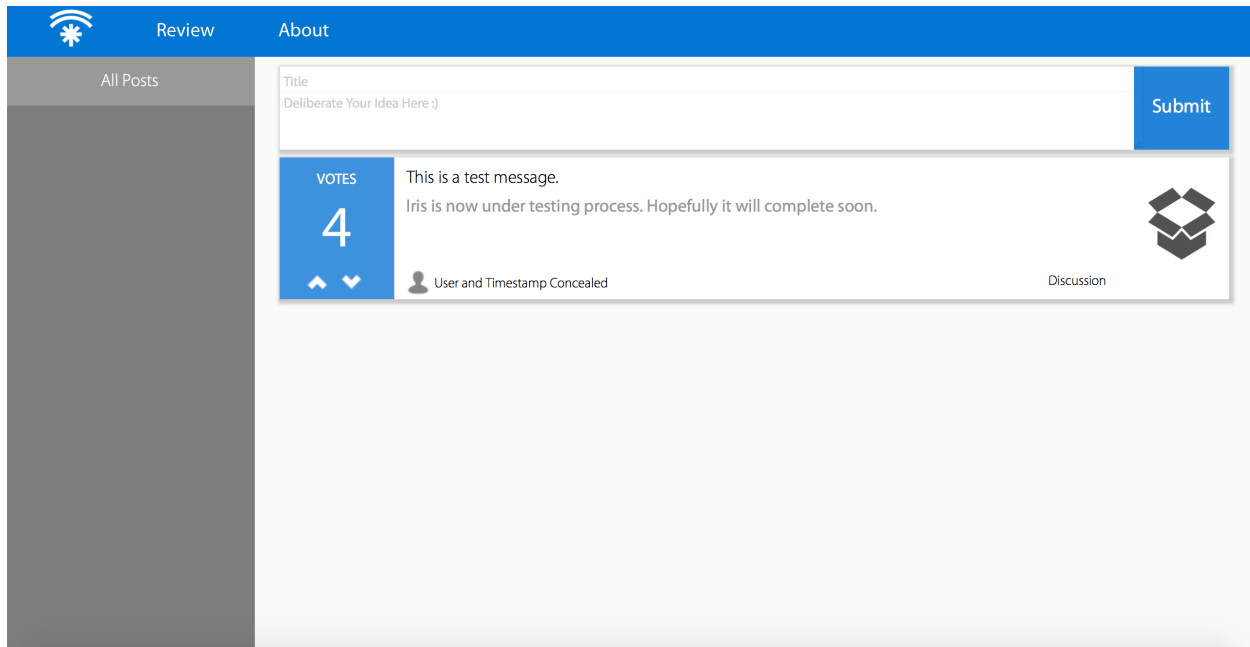 Review About
All Posts
Title
Deliberate Your Idea Here :)
Submit
VOTES
4
This is a test message.
Iris is now under testing process. Hopefully it will complete soon.
User and Timestamp Concealed
Discussion